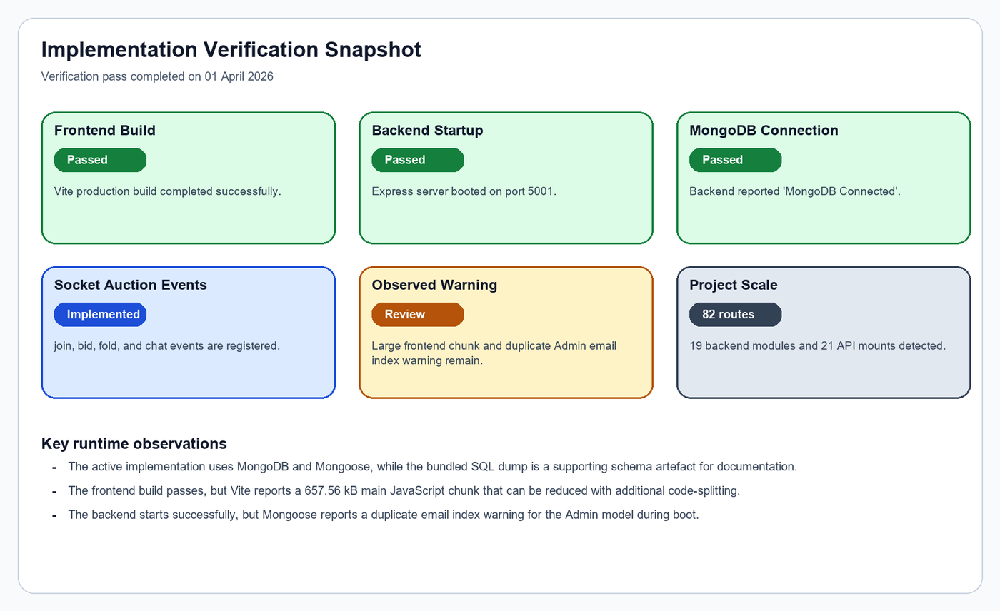 Implementation Verification Snapshot
Verification pass completed on 01 April 2026
Frontend Build
Passed
Vite production build completed successfully.
Backend Startup
Passed
Express server booted on port 5001.
MongoDB Connection
Passed
Backend reported 'MongoDB Connected'.
Socket Auction Events
Implemented
join, bid, fold, and chat events are registered.
Observed Warning
Review
Large frontend chunk and duplicate Admin email
index warning remain.
Project Scale
82 routes
19 backend modules and 21 API mounts detected.
Key runtime observations
- The active implementation uses MongoDB and Mongoose, while the bundled SQL dump is a supporting schema artefact for documentation.
- The frontend build passes, but Vite reports a 657.56 kB main JavaScript chunk that can be reduced with additional code-splitting.
- The backend starts successfully, but Mongoose reports a duplicate email index warning for the Admin model during boot.